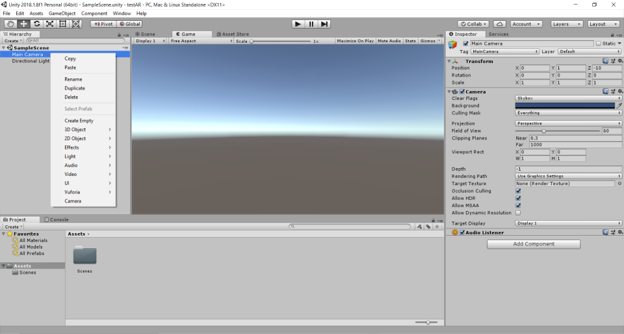 Unity 2018.1.8f1 Personal (64bit) - SampleScene.unity - testAR - PC, Mac & Linux Standalone <DX11>
File Edit Assets GameObject Component Window Help
Pivot Global Collab Account Layers Layout
Hierarchy Scene Game Asset Store Inspector Services
Create Display 1 Free Aspect Scale 1x Maximize On Play Mute Audio Stats Gizmos
Main Camera Static
Tag MainCamera Layer Default
SampleScene
Main Camera
Directional Light
Copy
Paste
Rename
Duplicate
Delete
Select Prefab
Create Empty
3D Object
2D Object
Effects
Light
Audio
Video
UI
Vuforia
Camera
Transform
Position X 0 Y 1 Z -10
Rotation X 0 Y 0 Z 0
Scale X 1 Y 1 Z 1
Camera
Clear Flags Skybox
Background
Culling Mask Everything
Projection Perspective
Field of View 60
Clipping Planes Near 0.3
Far 1000
Viewport Rect X 0 Y 0
W 1 H 1
Depth -1
Rendering Path Use Graphics Settings
Target Texture None (Render Texture)
Occlusion Culling
Allow HDR
Allow MSAA
Allow Dynamic Resolution
Target Display Display 1
Audio Listener
Add Component
Project Console
Create
Favorites
All Materials
All Models
All Prefabs
Assets
Scenes
Assets
Scenes